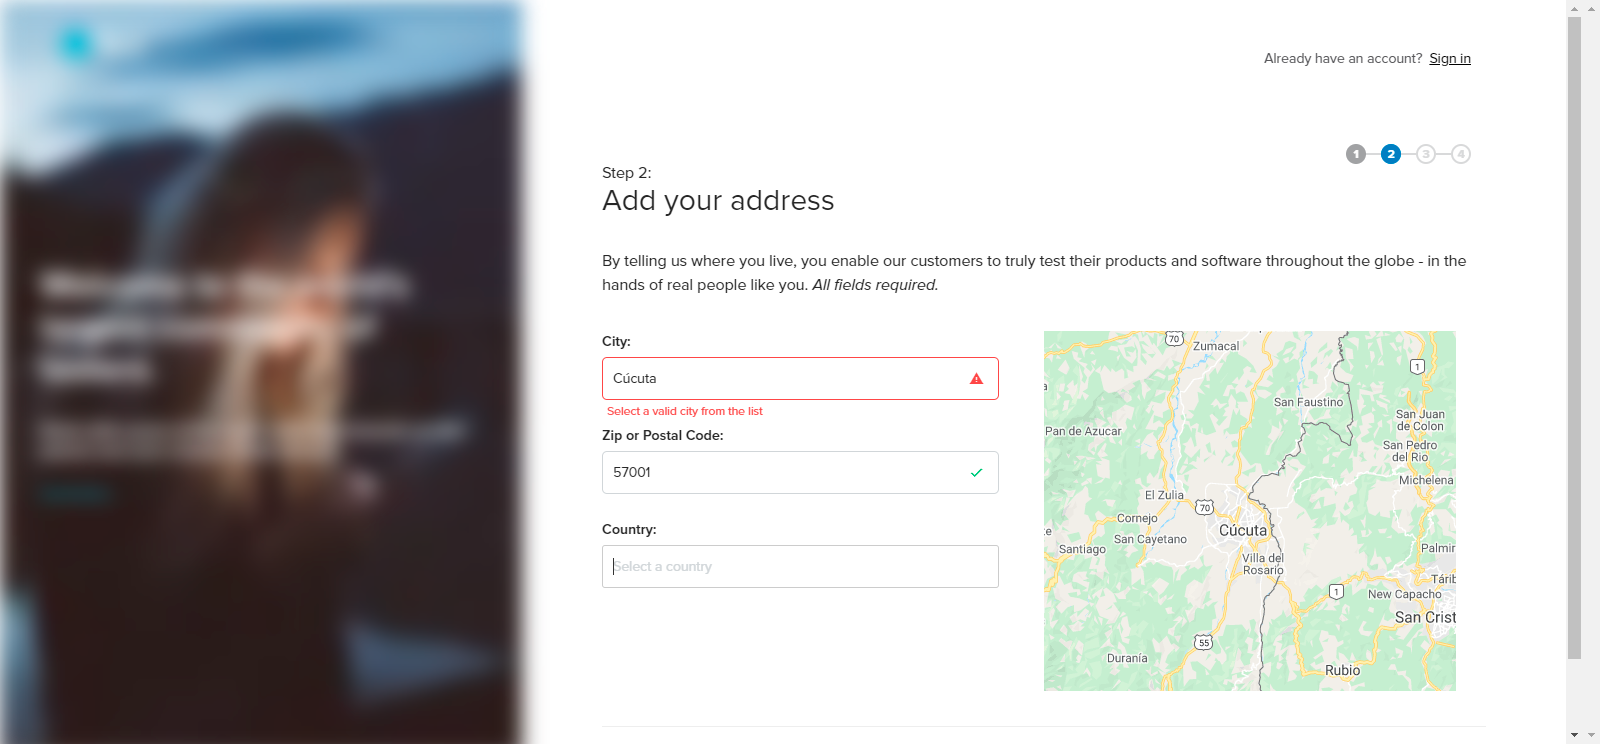 Already have an account? Sign in
1 2 3 4
Step 2:
Add your address
By telling us where you live, you enable our customers to truly test their products and software throughout the globe - in the
hands of real people like you. All fields required.
City:
Cúcuta
Select a valid city from the list
Zip or Postal Code:
57001
Country:
Select a country
70
Zumacal
1
a
San Faustino
San Juan
de Colon
Pan de Azucar
San Pedro
del Rio
Michelena
El Zulia
70
Cornejo
Cúcuta
te
San Cayetano
Santiago
Palmir
Villa del
Rosario
Tárib
1
New Capacho
San Crist
55
Duranía
Rubio